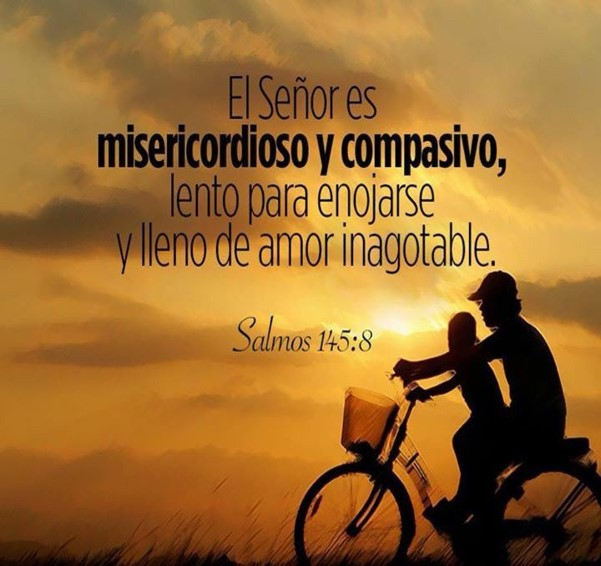 El Señor es
misericordioso y compasivo,
lento para enojarse
y lleno de amor inagotable.
Salmos 145:8